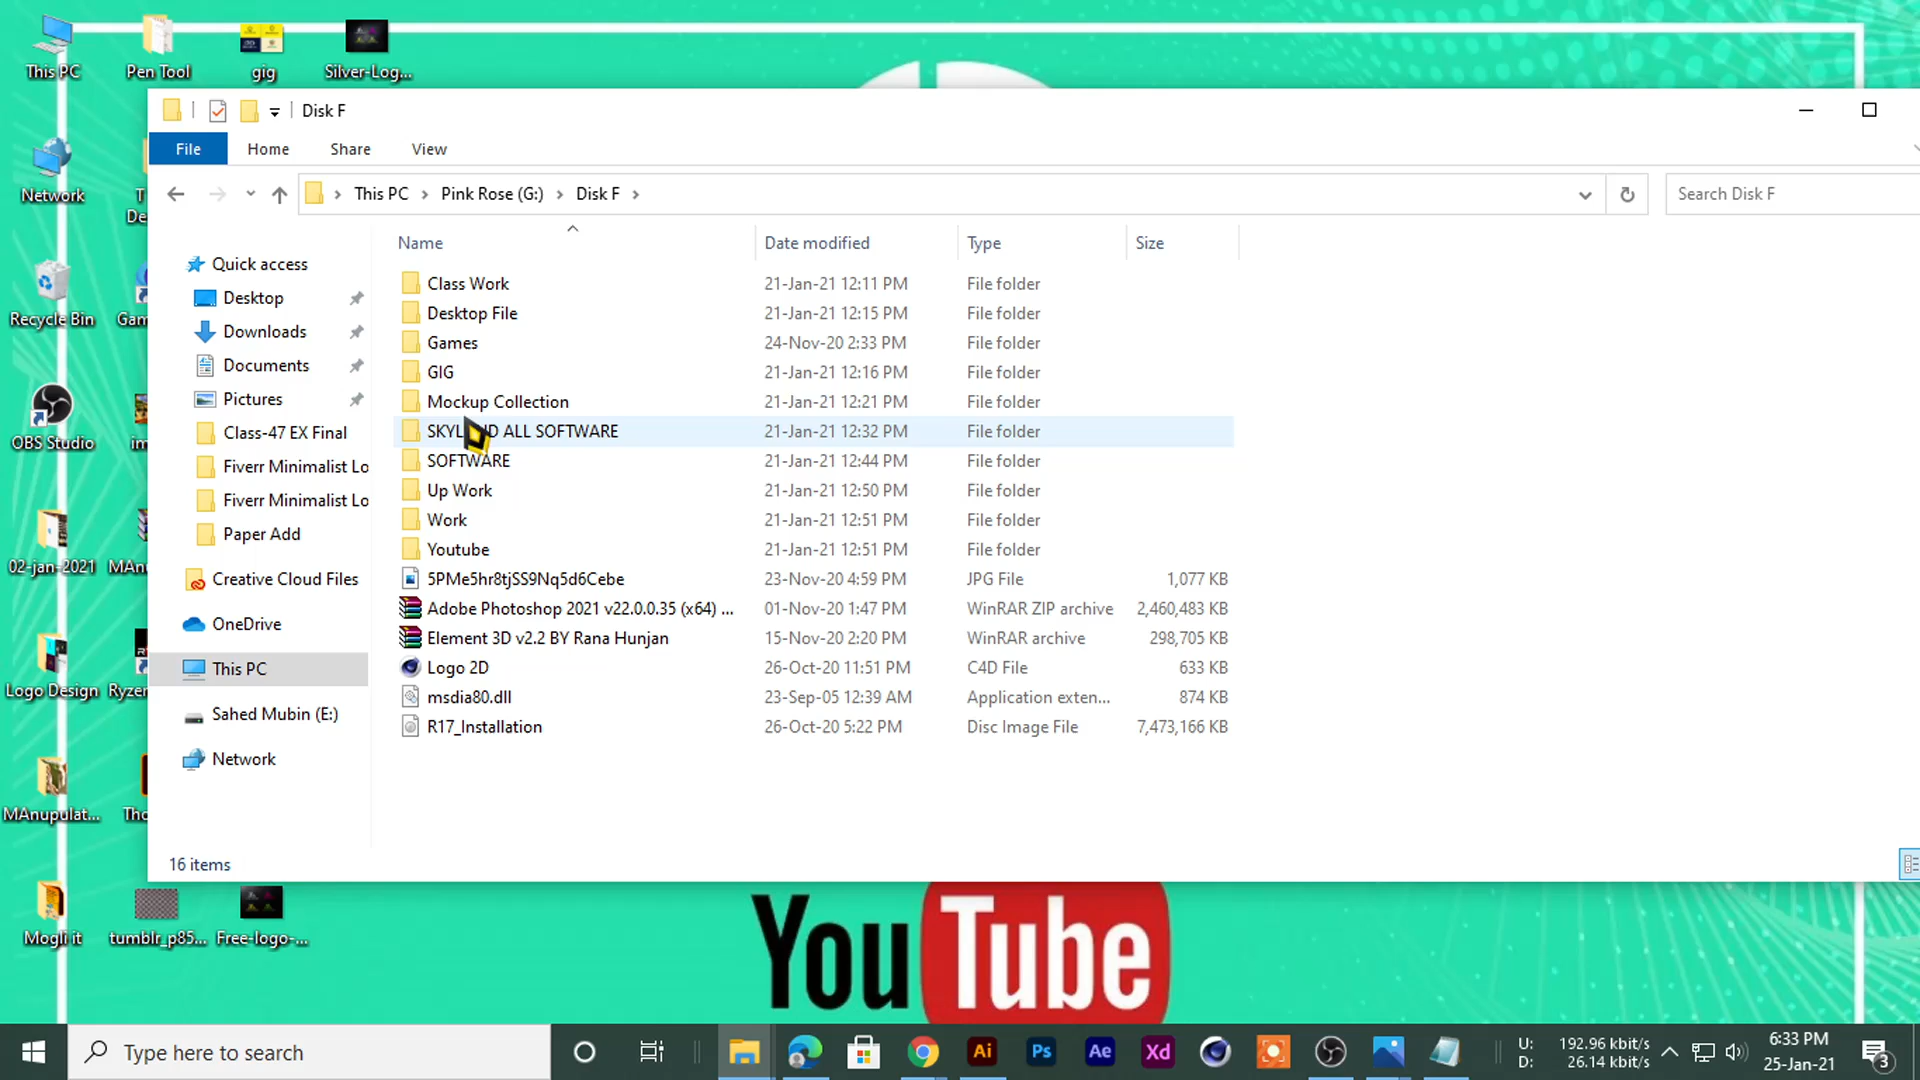 This PC
Pen Tool
gig
Silver-Log...
Disk F
File
Home
Share
View
Network
This PC
Pink Rose (G:)
Disk F
Search Disk F
Name
Date modified
Type
Size
Quick access
Desktop
Downloads
Documents
Pictures
Class-47 EX Final
Fiverr Minimalist Lo
Fiverr Minimalist Lo
Paper Add
Creative Cloud Files
OneDrive
This PC
Sahed Mubin (E:)
Network
Class Work 21-Jan-21 12:11 PM File folder
Desktop File 21-Jan-21 12:15 PM File folder
Games 24-Nov-20 2:33 PM File folder
GIG 21-Jan-21 12:16 PM File folder
Mockup Collection 21-Jan-21 12:21 PM File folder
ALL SOFTWARE 21-Jan-21 12:32 PM File folder
SOFTWARE 21-Jan-21 12:44 PM File folder
Up Work 21-Jan-21 12:50 PM File folder
Work 21-Jan-21 12:51 PM File folder
Youtube 21-Jan-21 12:51 PM File folder
5PMe5hr8tjSS9Nq5d6Cebe 23-Nov-20 4:59 PM JPG File 1,077 KB
Adobe Photoshop 2021 v22.0.0.35 (x64) ... 01-Nov-20 1:47 PM WinRAR ZIP archive 2,460,483 KB
Element 3D v2.2 BY Rana Hunjan 15-Nov-20 2:20 PM WinRAR archive 298,705 KB
Logo 2D 26-Oct-20 11:51 PM C4D File 633 KB
msdia80.dll 23-Sep-05 12:39 AM Application exten... 874 KB
R17_Installation 26-Oct-20 5:22 PM Disc Image File 7,473,166 KB
16 items
Recycle Bin
OBS Studio
02-jan-2021
Logo Design
Ryzer
MAnupulat...
Mogli it
tumblr_p85...
Free-logo-...
YouTube
Type here to search
Ai
Ps
Ae
Xd
U: 192.96 kbit/s
D: 26.14 kbit/s
6:33 PM
25-Jan-21
3